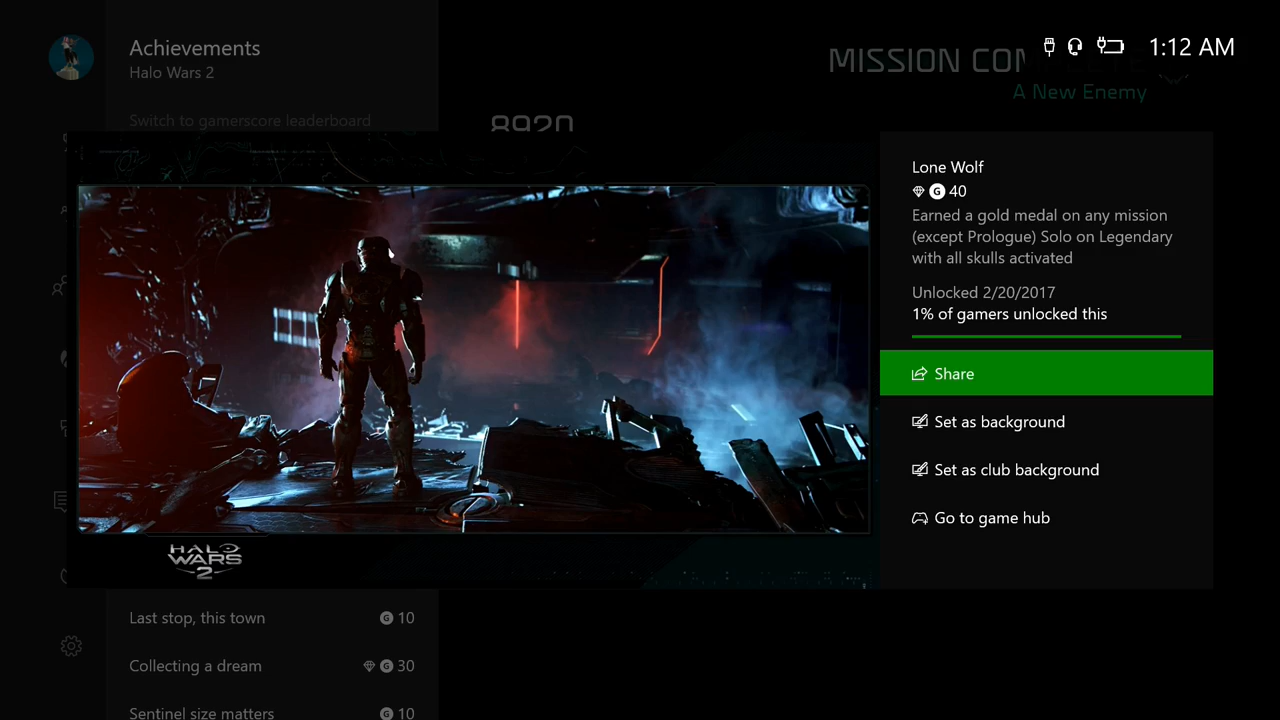 Achievements
Halo Wars 2
Switch to gamerscore leaderboard
MISSION COMPLETE
A New Enemy
1:12 AM
8920
Lone Wolf
G 40
Earned a gold medal on any mission
(except Prologue) Solo on Legendary
with all skulls activated
Unlocked 2/20/2017
1% of gamers unlocked this
Share
Set as background
Set as club background
Go to game hub
HALO
WARS
2
Last stop, this town G 10
Collecting a dream G 30
Sentinel size matters G 10